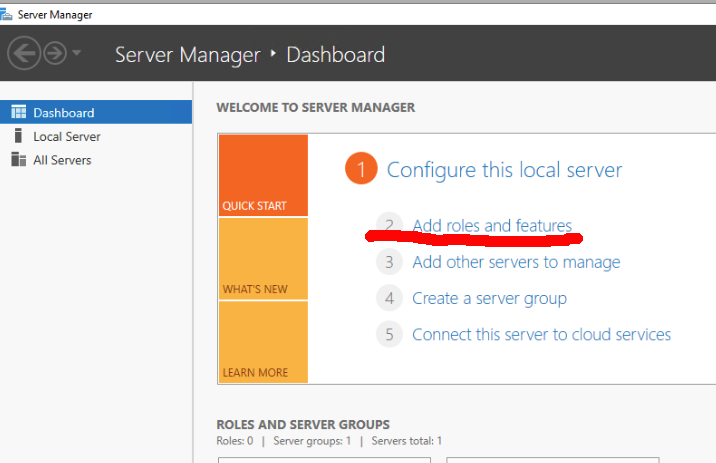 Server Manager
Server Manager ‣ Dashboard
Dashboard
Local Server
All Servers
WELCOME TO SERVER MANAGER
QUICK START
WHAT'S NEW
LEARN MORE
1 Configure this local server
2 Add roles and features
3 Add other servers to manage
4 Create a server group
5 Connect this server to cloud services
ROLES AND SERVER GROUPS
Roles: 0 | Server groups: 1 | Servers total: 1